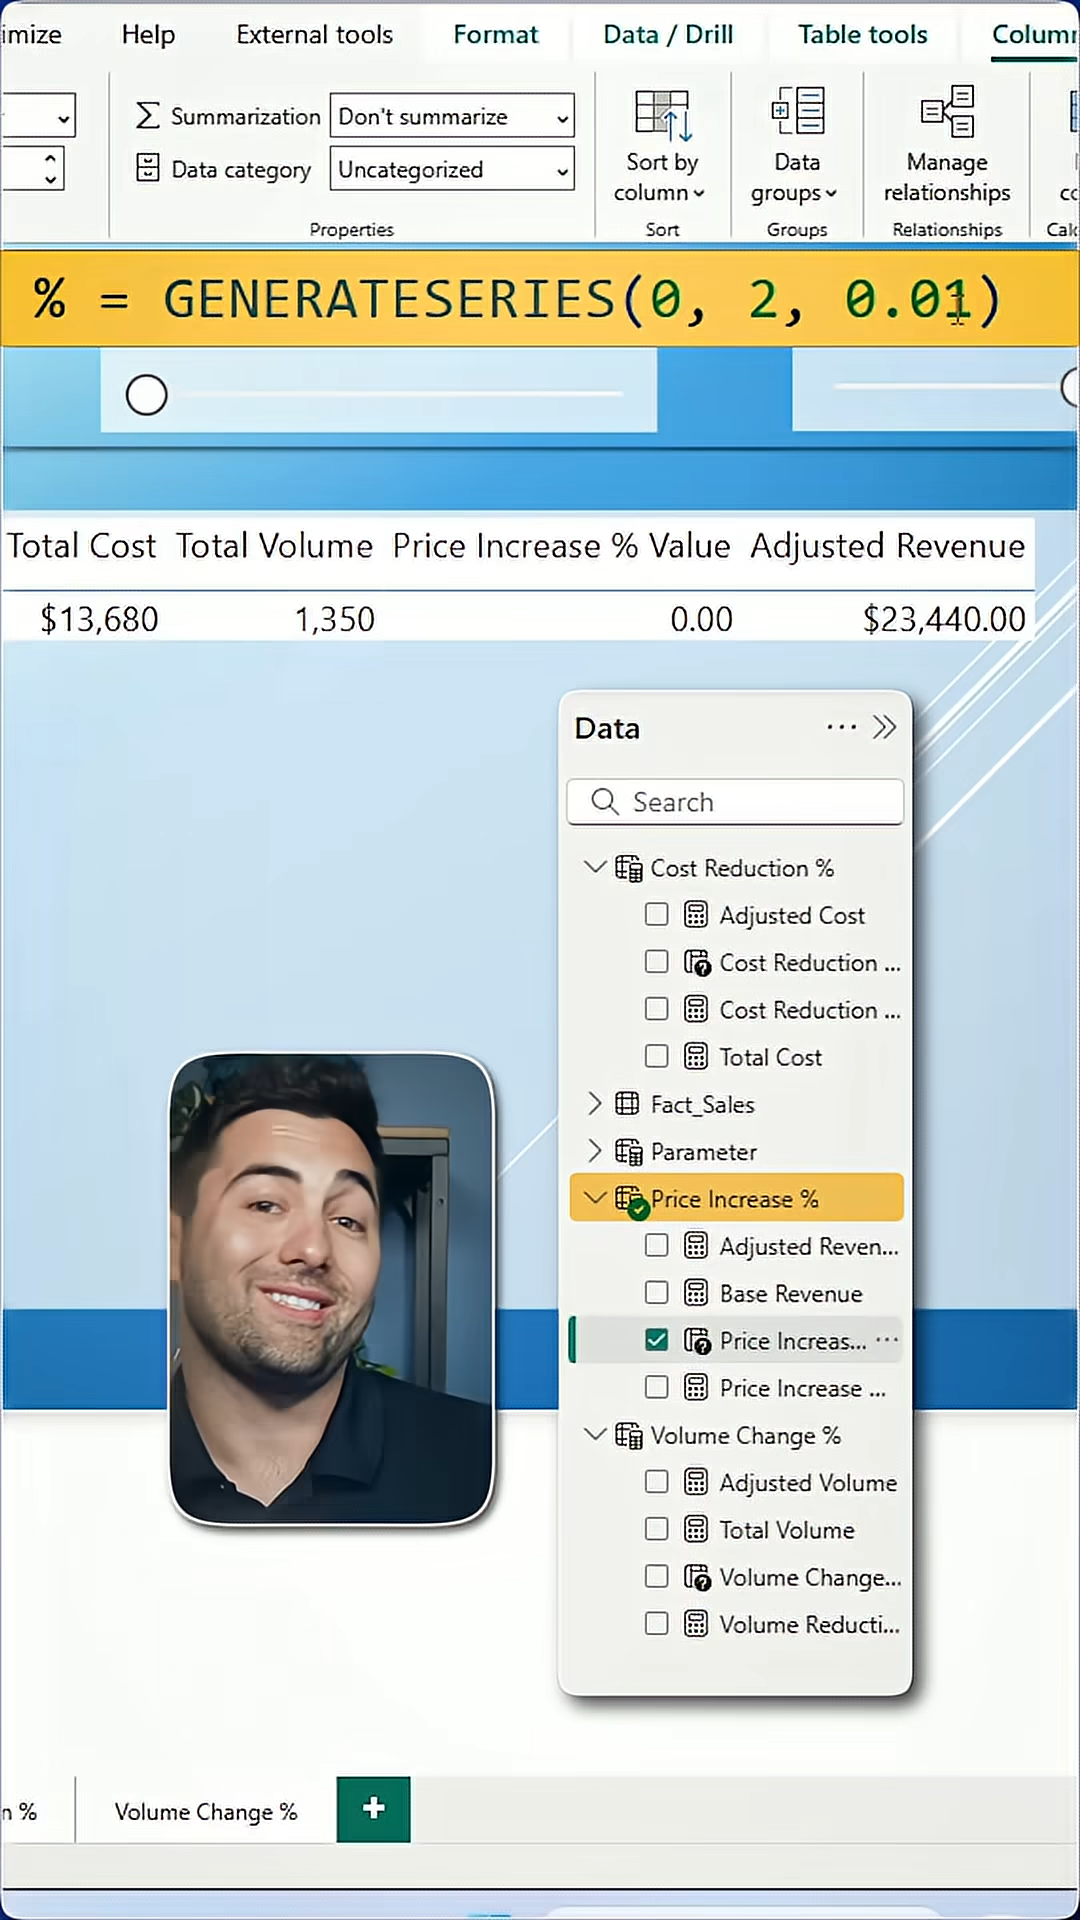 imize Help External tools Format Data / Drill Table tools Column
Summarization Don't summarize
Data category Uncategorized
Properties
Sort by
column
Sort
Data
groups
Groups
Manage
relationships
Relationships
% = GENERATESERIES(0, 2, 0.01)
Total Cost Total Volume Price Increase % Value Adjusted Revenue
$13,680 1,350 0.00 $23,440.00
Data
Search
Cost Reduction %
Adjusted Cost
Cost Reduction ...
Cost Reduction ...
Total Cost
Fact_Sales
Parameter
Price Increase %
Adjusted Reven...
Base Revenue
Price Increas... ...
Price Increase ...
Volume Change %
Adjusted Volume
Total Volume
Volume Change...
Volume Reducti...
n % Volume Change % +